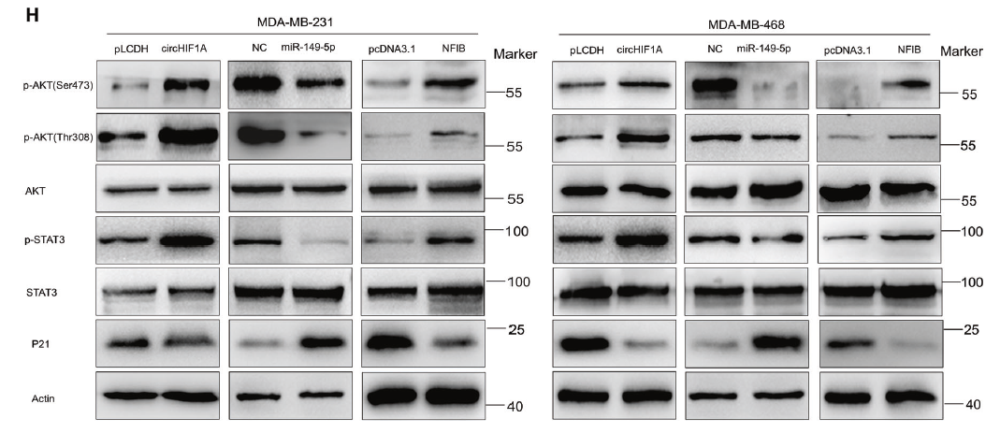 H
MDA-MB-231 MDA-MB-468
pLCDH circHIF1A NC miR-149-5p pcDNA3.1 NFIB Marker pLCDH circHIF1A NC miR-149-5p pcDNA3.1 NFIB Marker
p-AKT(Ser473) 55 55
p-AKT(Thr308) 55 55
AKT 55 55
p-STAT3 100 100
STAT3 100 100
P21 25 25
Actin 40 40